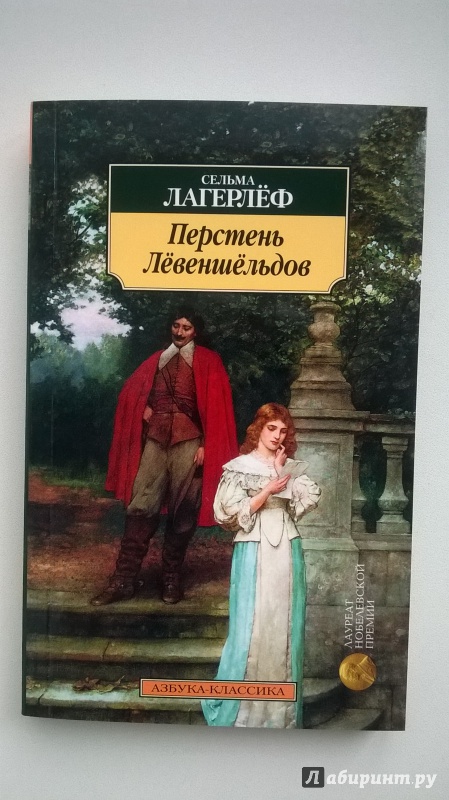 СЕЛЬМА
ЛАГЕРЛЁФ
Перстень
Лёвеншёльдов
ЛАУРЕАТ
НОБЕЛЕВСКОЙ
ПРЕМИИ
АЗБУКА-КЛАССИКА
Лабиринт.ру